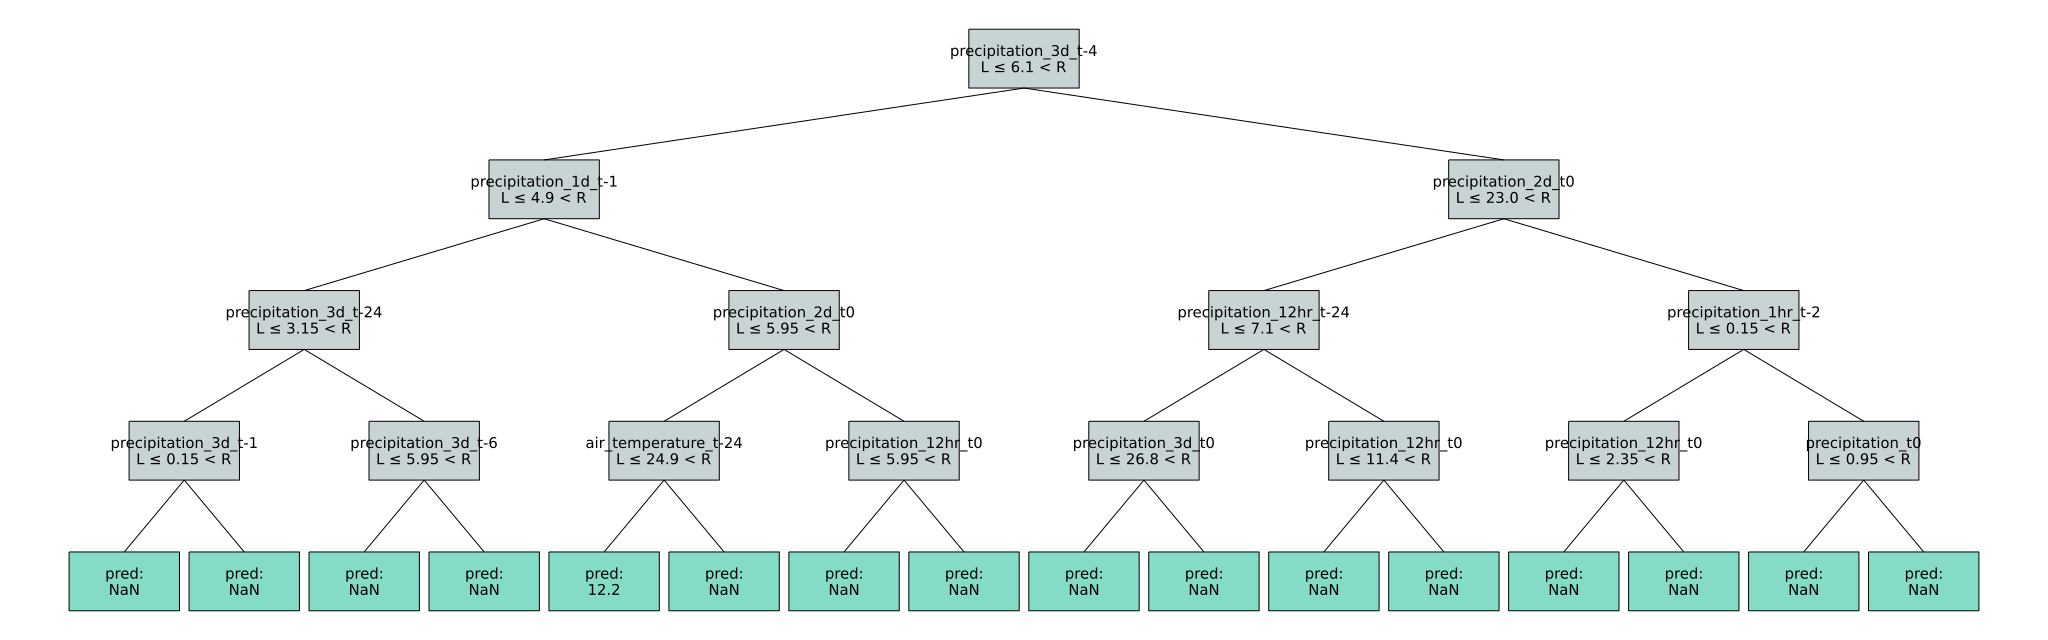 precipitation_3d_t-4
L ≤ 6.1 < R
precipitation_1d_t-1
L ≤ 4.9 < R
precipitation_2d_t0
L ≤ 23.0 < R
precipitation_3d_t-24
L ≤ 3.15 < R
precipitation_2d_t0
L ≤ 5.95 < R
precipitation_12hr_t-24
L ≤ 7.1 < R
precipitation_1hr_t-2
L ≤ 0.15 < R
precipitation_3d_t-1
L ≤ 0.15 < R
precipitation_3d_t-6
L ≤ 5.95 < R
air_temperature_t-24
L ≤ 24.9 < R
precipitation_12hr_t0
L ≤ 5.95 < R
precipitation_3d_t0
L ≤ 26.8 < R
precipitation_12hr_t0
L ≤ 11.4 < R
precipitation_12hr_t0
L ≤ 2.35 < R
precipitation_t0
L ≤ 0.95 < R
pred:
NaN
pred:
NaN
pred:
NaN
pred:
NaN
pred:
12.2
pred:
NaN
pred:
NaN
pred:
NaN
pred:
NaN
pred:
NaN
pred:
NaN
pred:
NaN
pred:
NaN
pred:
NaN
pred:
NaN
pred:
NaN